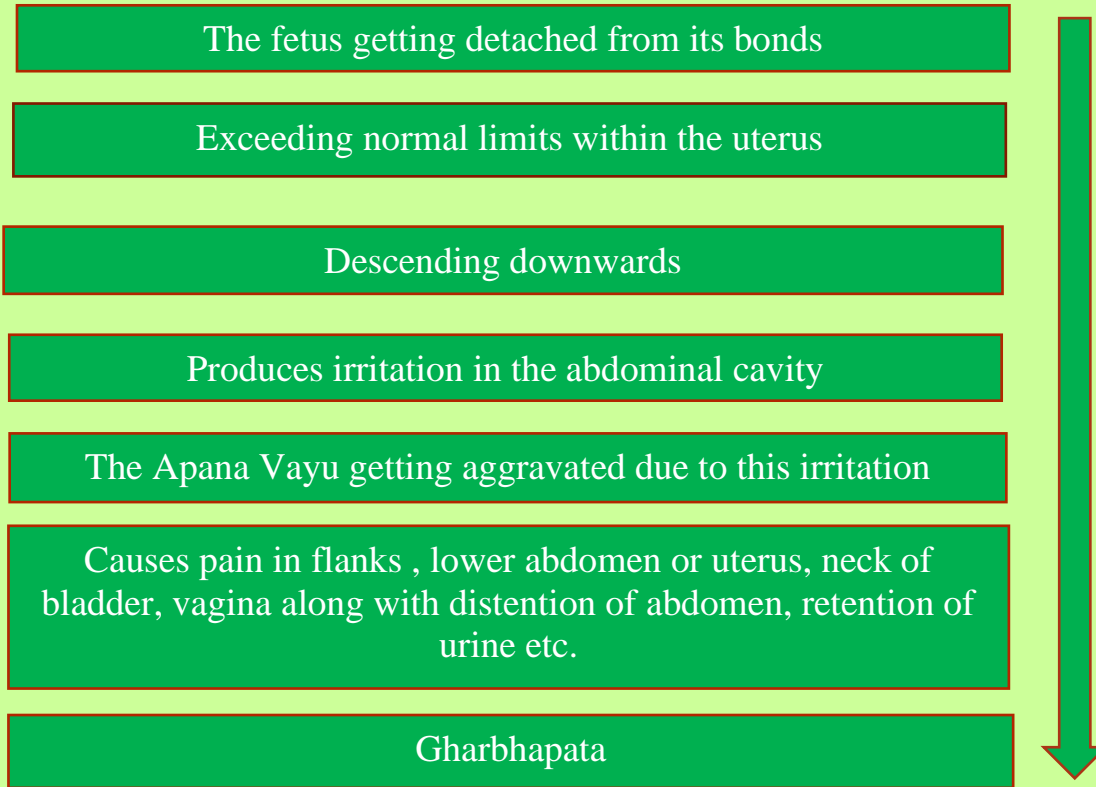 The fetus getting detached from its bonds
Exceeding normal limits within the uterus
Descending downwards
Produces irritation in the abdominal cavity
The Apana Vayu getting aggravated due to this irritation
Causes pain in flanks , lower abdomen or uterus, neck of
bladder, vagina along with distention of abdomen, retention of
urine etc.
Gharbhapata